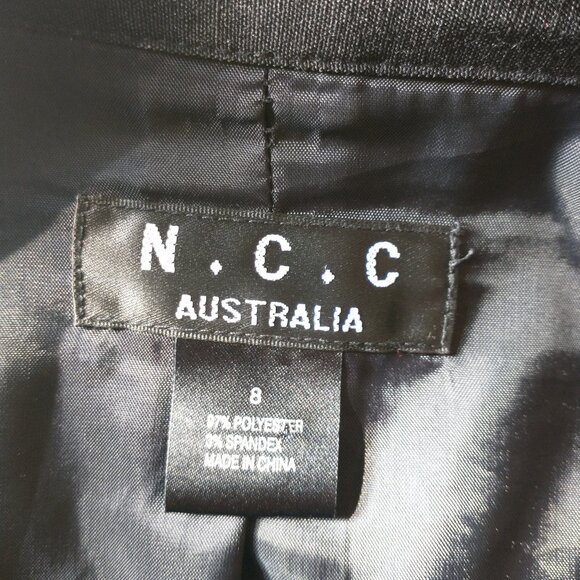 N.C.C
AUSTRALIA
8
97% POLYESTER
3% SPANDEX
MADE IN CHINA